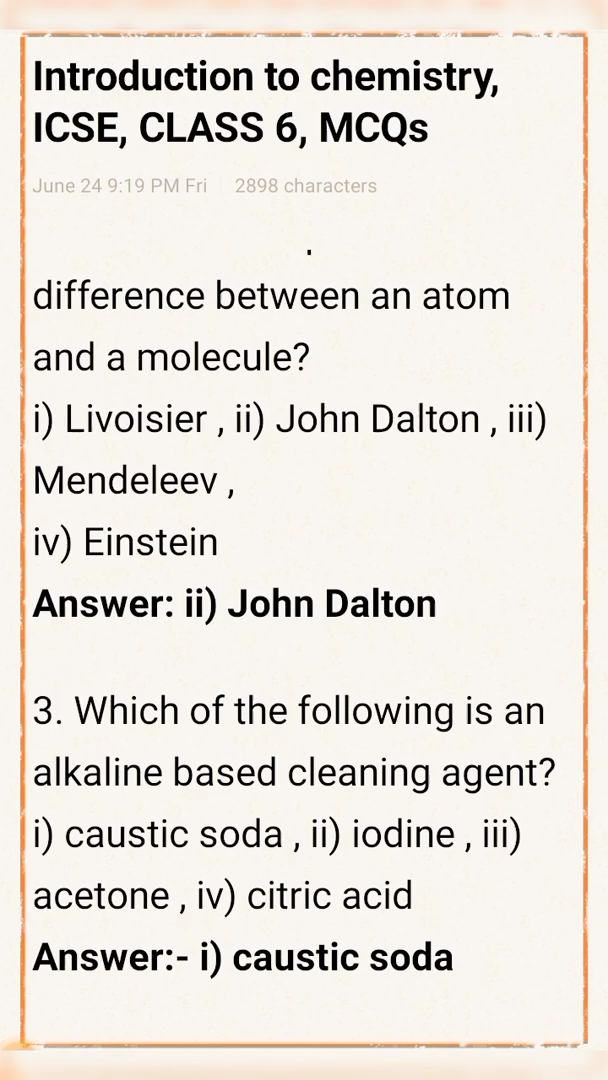 Introduction to chemistry,
ICSE, CLASS 6, MCQs
June 24 9:19 PM Fri | 2898 characters
.
difference between an atom
and a molecule?
i) Livoisier , ii) John Dalton , iii)
Mendeleev ,
iv) Einstein
Answer: ii) John Dalton
3. Which of the following is an
alkaline based cleaning agent?
i) caustic soda , ii) iodine , iii)
acetone , iv) citric acid
Answer:- i) caustic soda